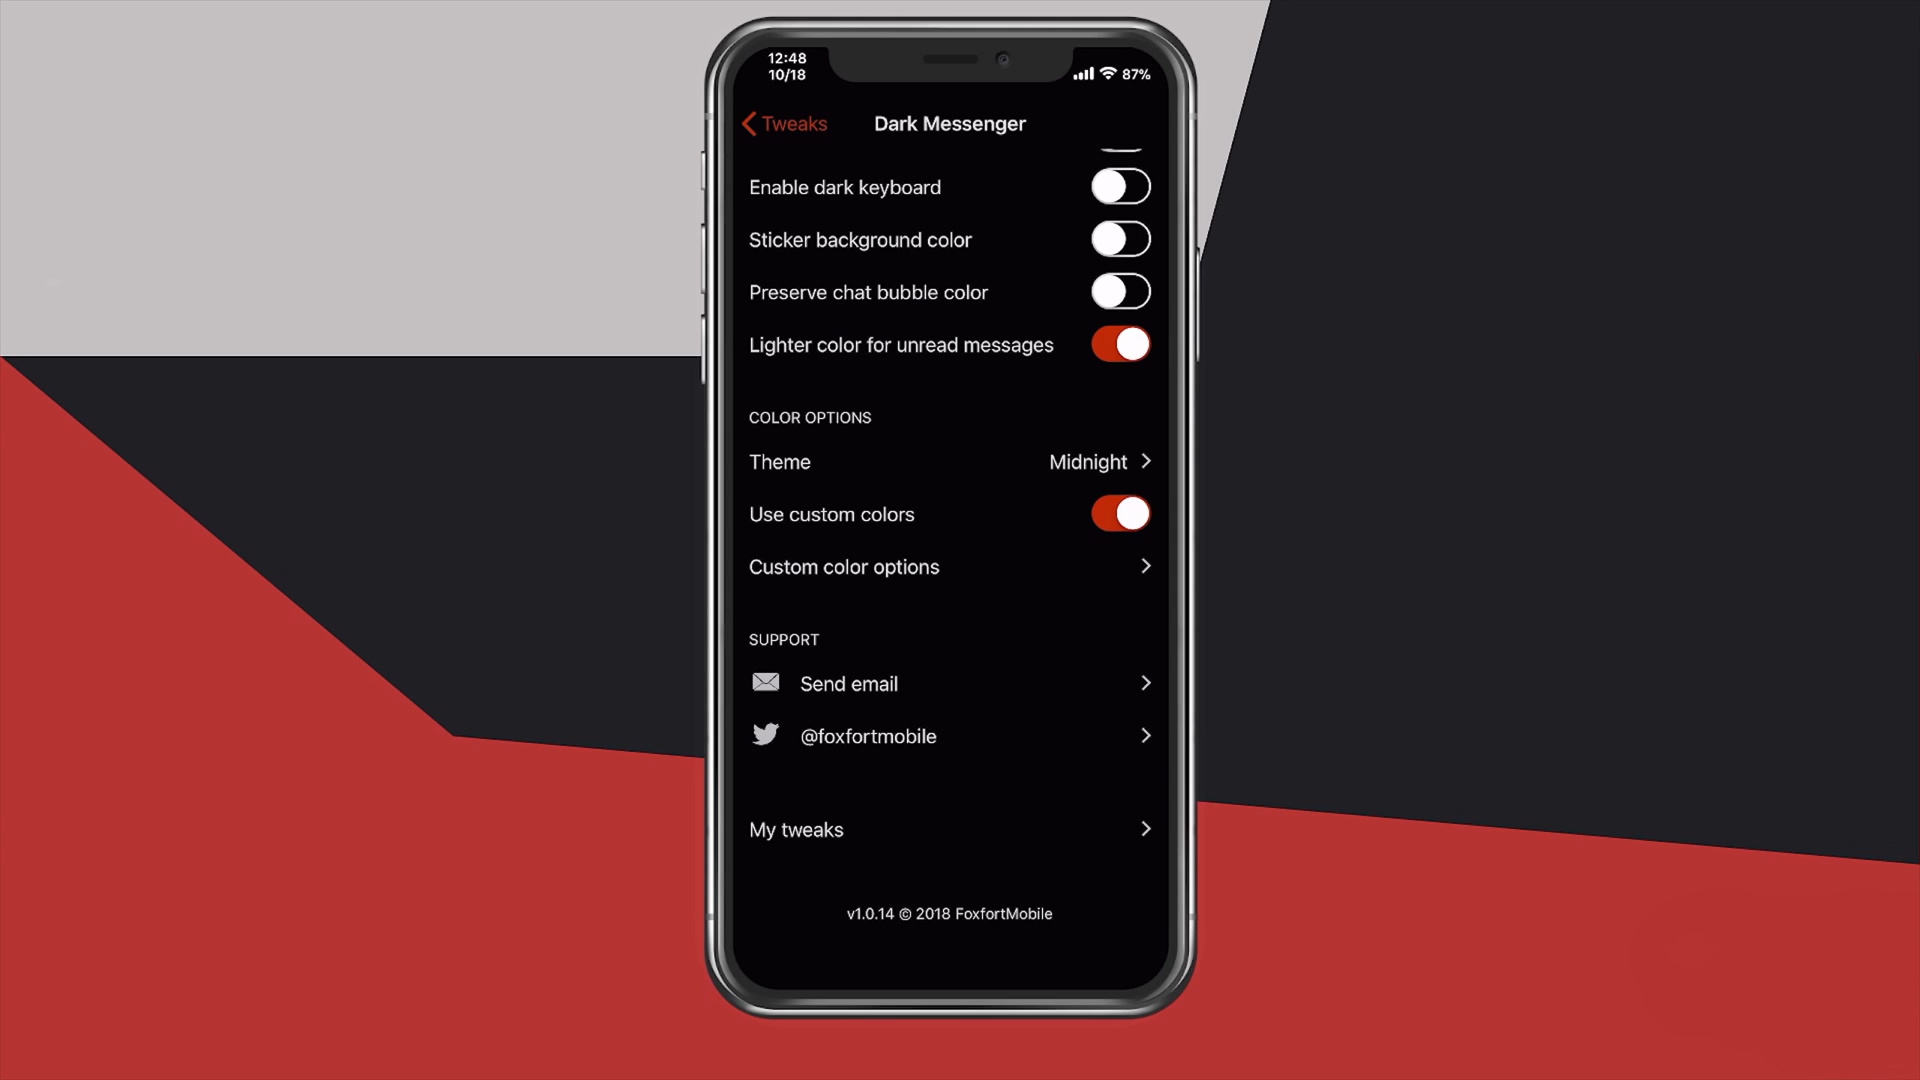 12:48
10/18
87%
Tweaks
Dark Messenger
Enable dark keyboard
Sticker background color
Preserve chat bubble color
Lighter color for unread messages
COLOR OPTIONS
Theme Midnight
Use custom colors
Custom color options
SUPPORT
Send email
@foxfortmobile
My tweaks
v1.0.14 © 2018 FoxfortMobile